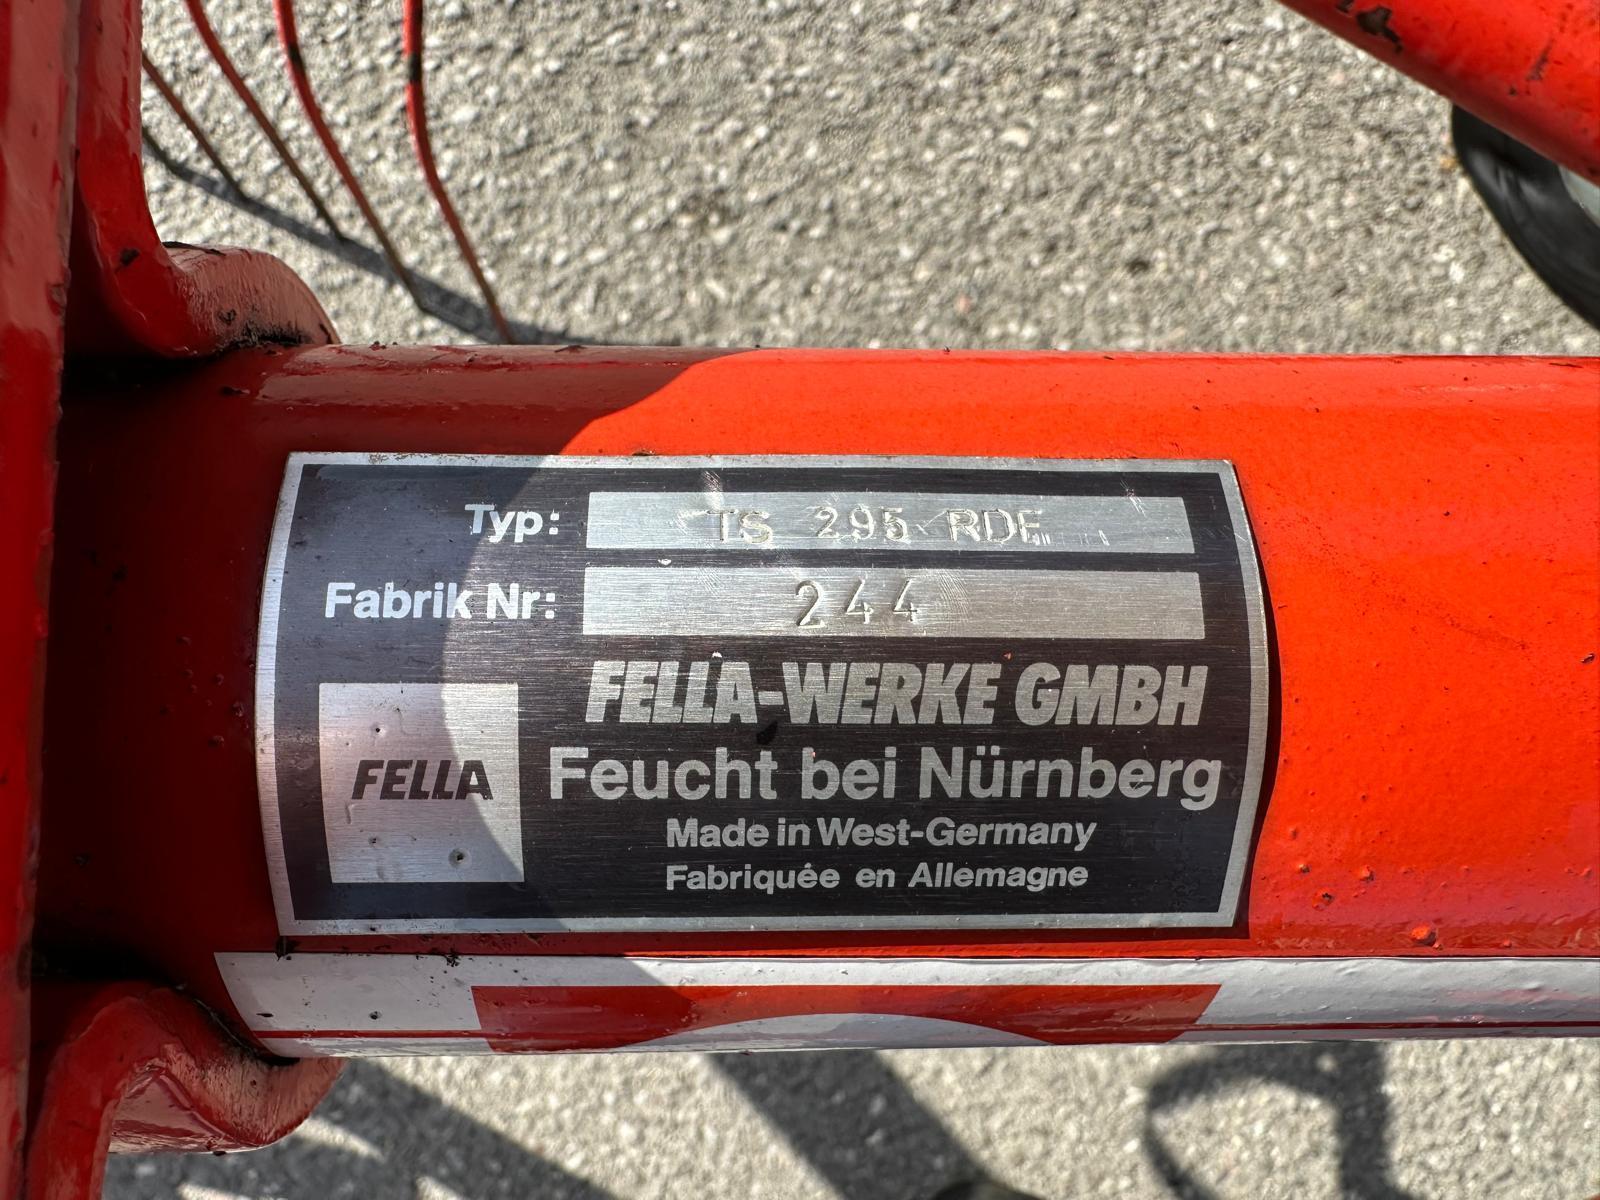 Typ: TS 295 RDF
Fabrik Nr: 244
FELLA-WERKE GMBH
FELLA
Feucht bei Nürnberg
Made in West-Germany
Fabriquée en Allemagne